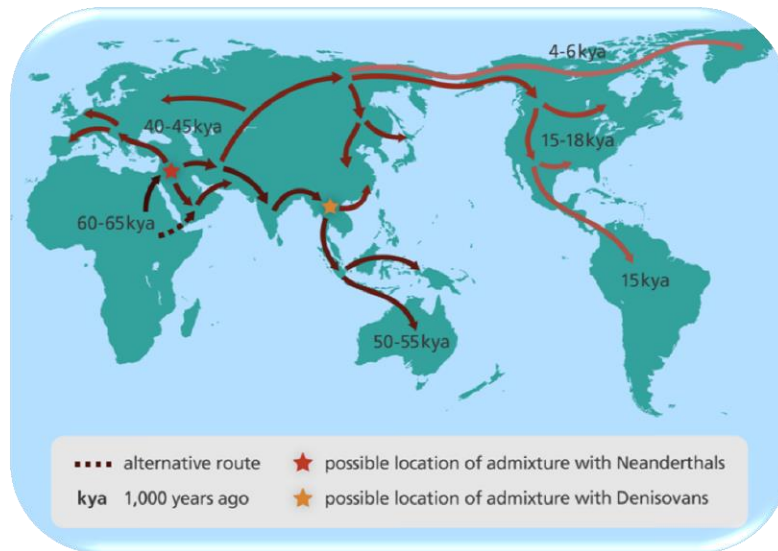 4-6kya
40-45kya
15-18kya
60-65kya
15kya
50-55kya
alternative route
possible location of admixture with Neanderthals
kya 1,000 years ago
possible location of admixture with Denisovans